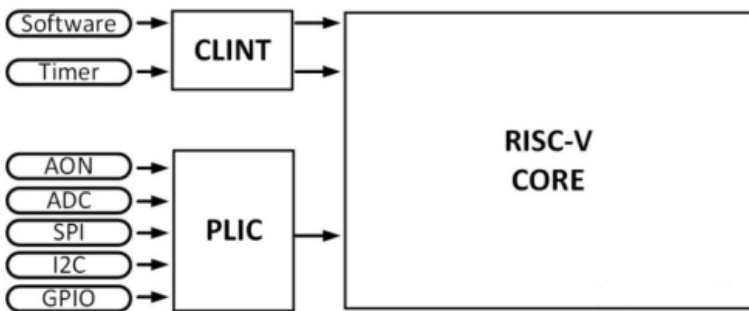 Software
Timer
CLINT
AON
ADC
SPI
I2C
GPIO
PLIC
RISC-V
CORE